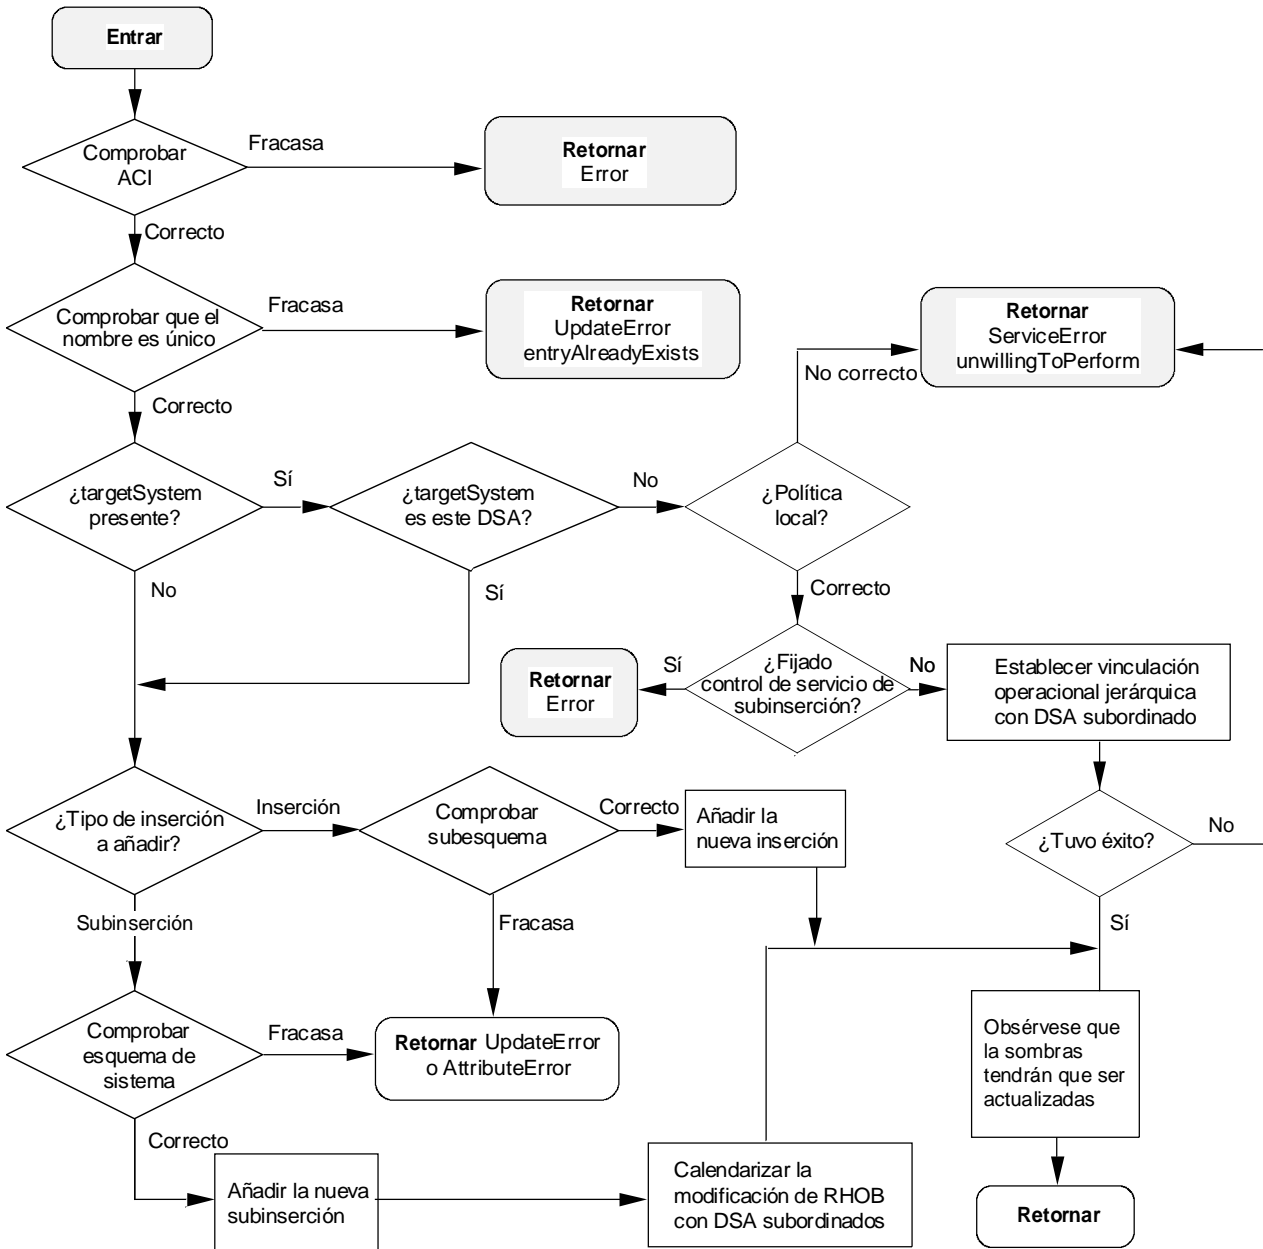 Entrar
Comprobar
ACI
Fracasa
Retornar
Error
Correcto
Comprobar que el
nombre es único
Fracasa
Retornar
UpdateError
entryAlreadyExists
Retornar
ServiceError
unwillingToPerform
No correcto
Correcto
¿targetSystem
presente?
Sí
¿targetSystem
es este DSA?
No
¿Política
local?
No
Sí
Correcto
Retornar
Error
Sí
¿Fijado
control de servicio de
subinserción?
No
Establecer vinculación
operacional jerárquica
con DSA subordinado
¿Tipo de inserción
a añadir?
Inserción
Comprobar
subesquema
Correcto
Añadir la
nueva inserción
¿Tuvo éxito?
No
Subinserción
Fracasa
Sí
Comprobar
esquema de
sistema
Fracasa
Retornar UpdateError
o AttributeError
Obsérvese que
la sombras
tendrán que ser
actualizadas
Correcto
Añadir la nueva
subinserción
Calendarizar la
modificación de RHOB
con DSA subordinados
Retornar